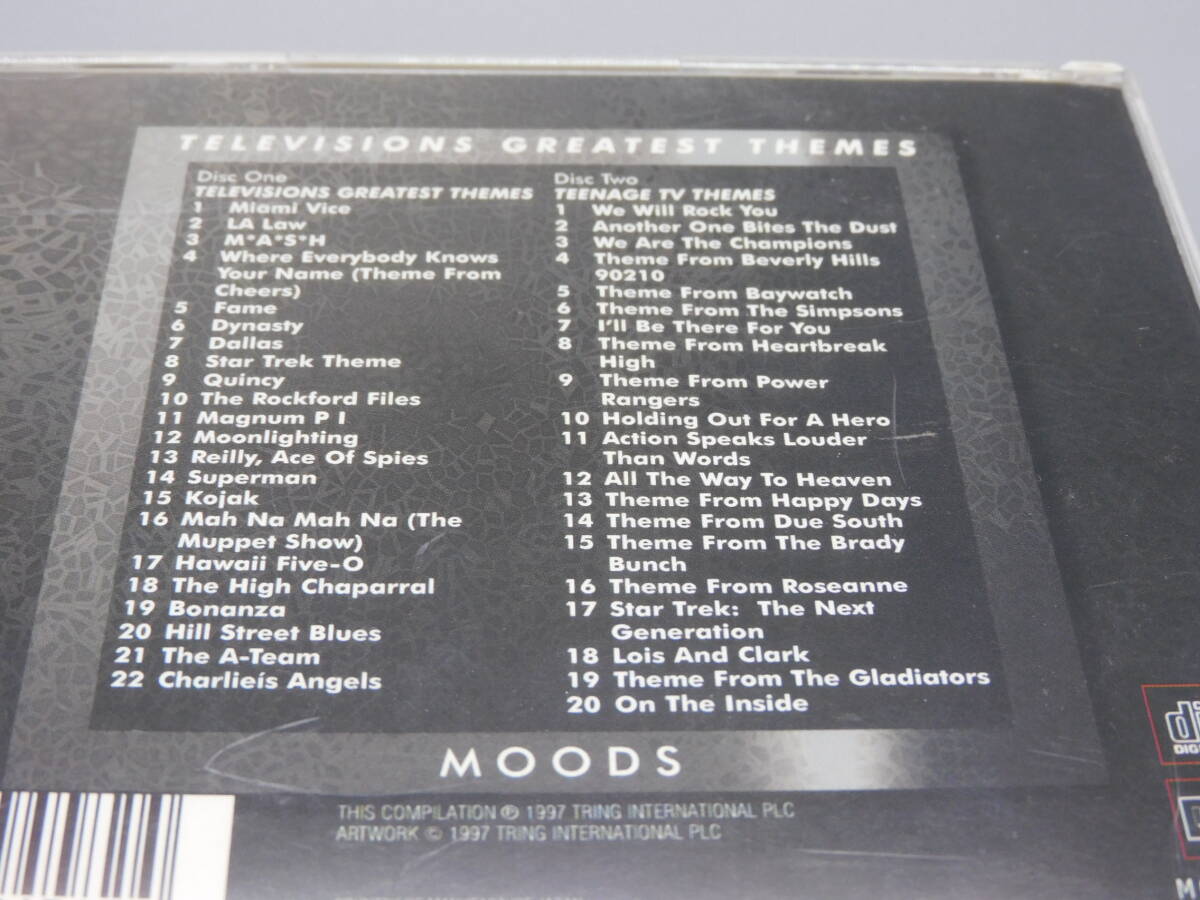 TELEVISIONS GREATEST THEMES
Disc One
TELEVISIONS GREATEST THEMES
1 Miami Vice
2 LA Law
3 M*A*S*H
4 Where Everybody Knows
Your Name (Theme From
Cheers)
5 Fame
6 Dynasty
7 Dallas
8 Star Trek Theme
9 Quincy
10 The Rockford Files
11 Magnum P I
12 Moonlighting
13 Reilly, Ace Of Spies
14 Superman
15 Kojak
16 Mah Na Mah Na (The
Muppet Show)
17 Hawaii Five-O
18 The High Chaparral
19 Bonanza
20 Hill Street Blues
21 The A-Team
22 Charlieís Angels
Disc Two
TEENAGE TV THEMES
1 We Will Rock You
2 Another One Bites The Dust
3 We Are The Champions
4 Theme From Beverly Hills
90210
5 Theme From Baywatch
6 Theme From The Simpsons
7 I'll Be There For You
8 Theme From Heartbreak
High
9 Theme From Power
Rangers
10 Holding Out For A Hero
11 Action Speaks Louder
Than Words
12 All The Way To Heaven
13 Theme From Happy Days
14 Theme From Due South
15 Theme From The Brady
Bunch
16 Theme From Roseanne
17 Star Trek: The Next
Generation
18 Lois And Clark
19 Theme From The Gladiators
20 On The Inside
MOODS
THIS COMPILATION ℗ 1997 TRING INTERNATIONAL PLC
ARTWORK © 1997 TRING INTERNATIONAL PLC